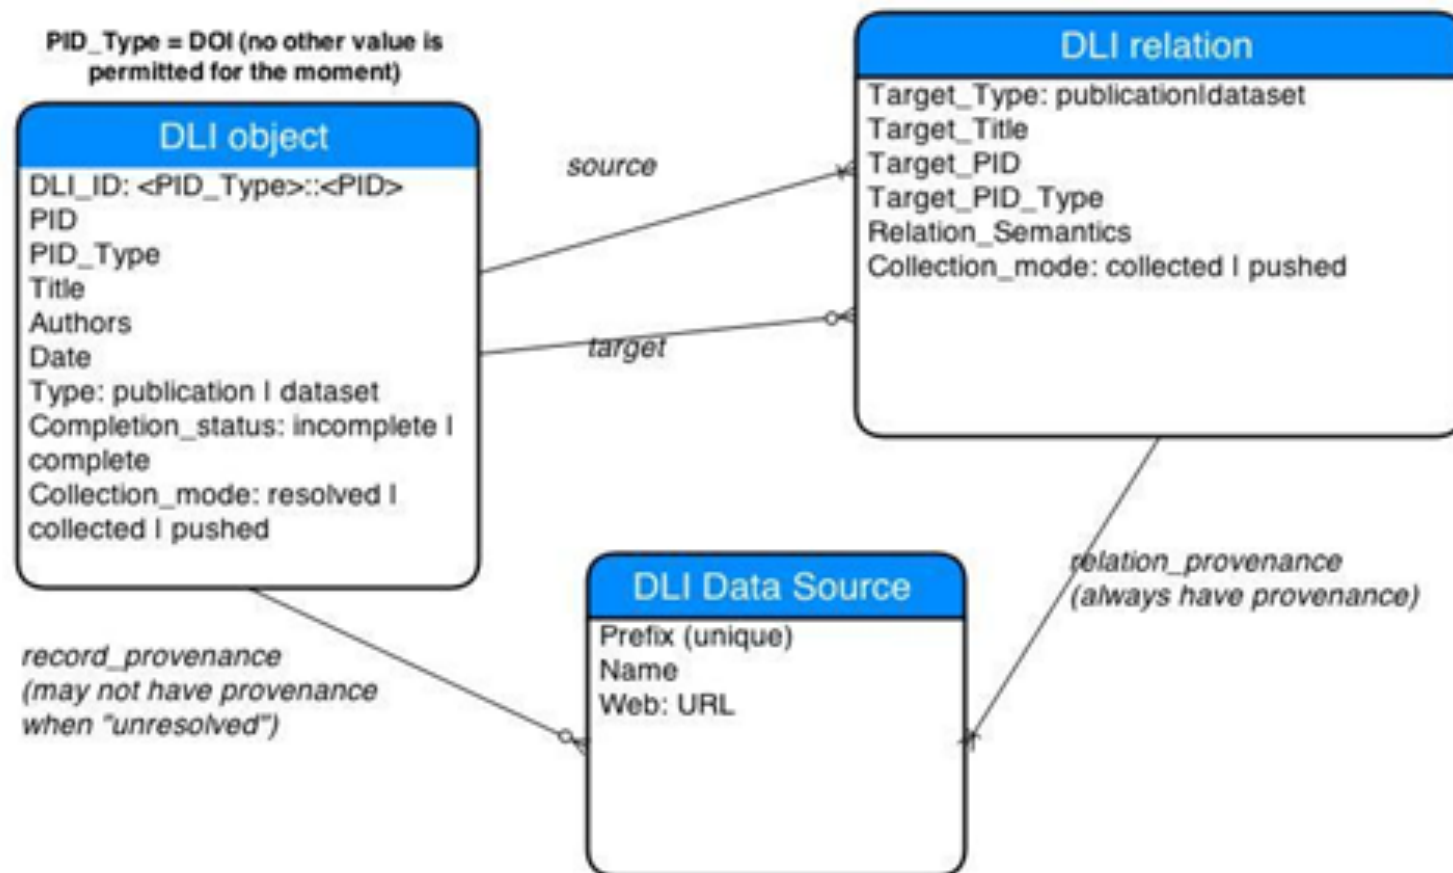 PID_Type = DOI (no other value is
permitted for the moment)
DLI object
DLI_ID: <PID_Type>::<PID>
PID
PID_Type
Title
Authors
Date
Type: publication | dataset
Completion_status: incomplete |
complete
Collection_mode: resolved |
collected | pushed
source
target
DLI relation
Target_Type: publication|dataset
Target_Title
Target_PID
Target_PID_Type
Relation_Semantics
Collection_mode: collected | pushed
record_provenance
(may not have provenance
when "unresolved")
DLI Data Source
Prefix (unique)
Name
Web: URL
relation_provenance
(always have provenance)